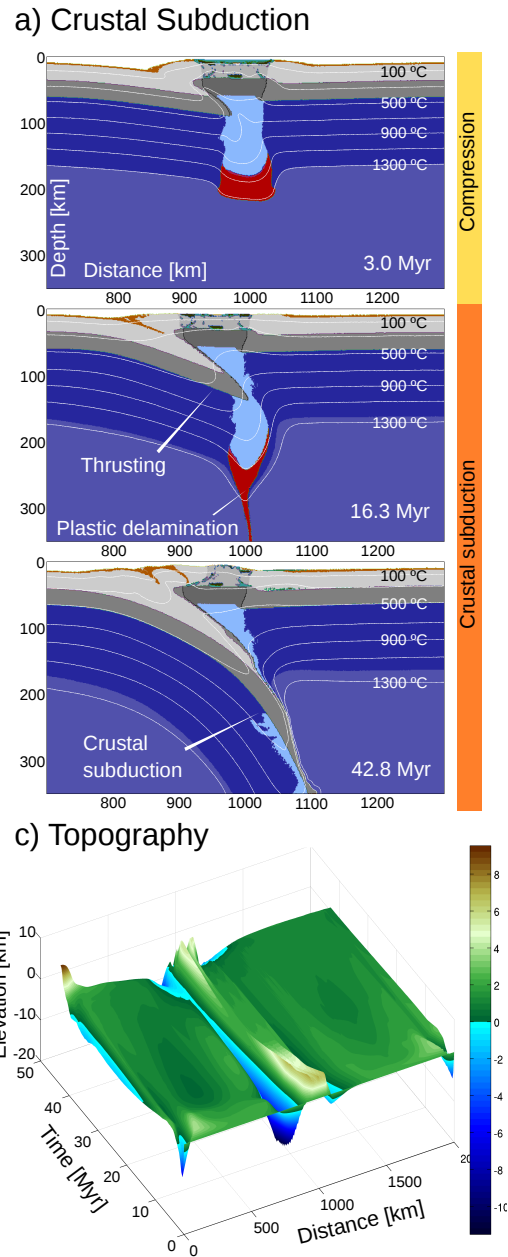 a) Crustal Subduction
0
100
200
300
Depth [km]
Distance [km]
100 ºC
500 ºC
900 ºC
1300 ºC
3.0 Myr
800 900 1000 1100 1200
Compression
0
100
200
300
100 ºC
500 ºC
900 ºC
1300 ºC
Thrusting
Plastic delamination
16.3 Myr
800 900 1000 1100 1200
0
100
200
300
100 ºC
500 ºC
900 ºC
1300 ºC
Crustal
subduction
42.8 Myr
800 900 1000 1100 1200
Crustal subduction
c) Topography
10
0
-10
-20
[km]
50
40
30
20
10
0
Time [Myr]
0
500
1000
1500
20
Distance [km]
8
6
4
2
0
-2
-4
-6
-8
-10